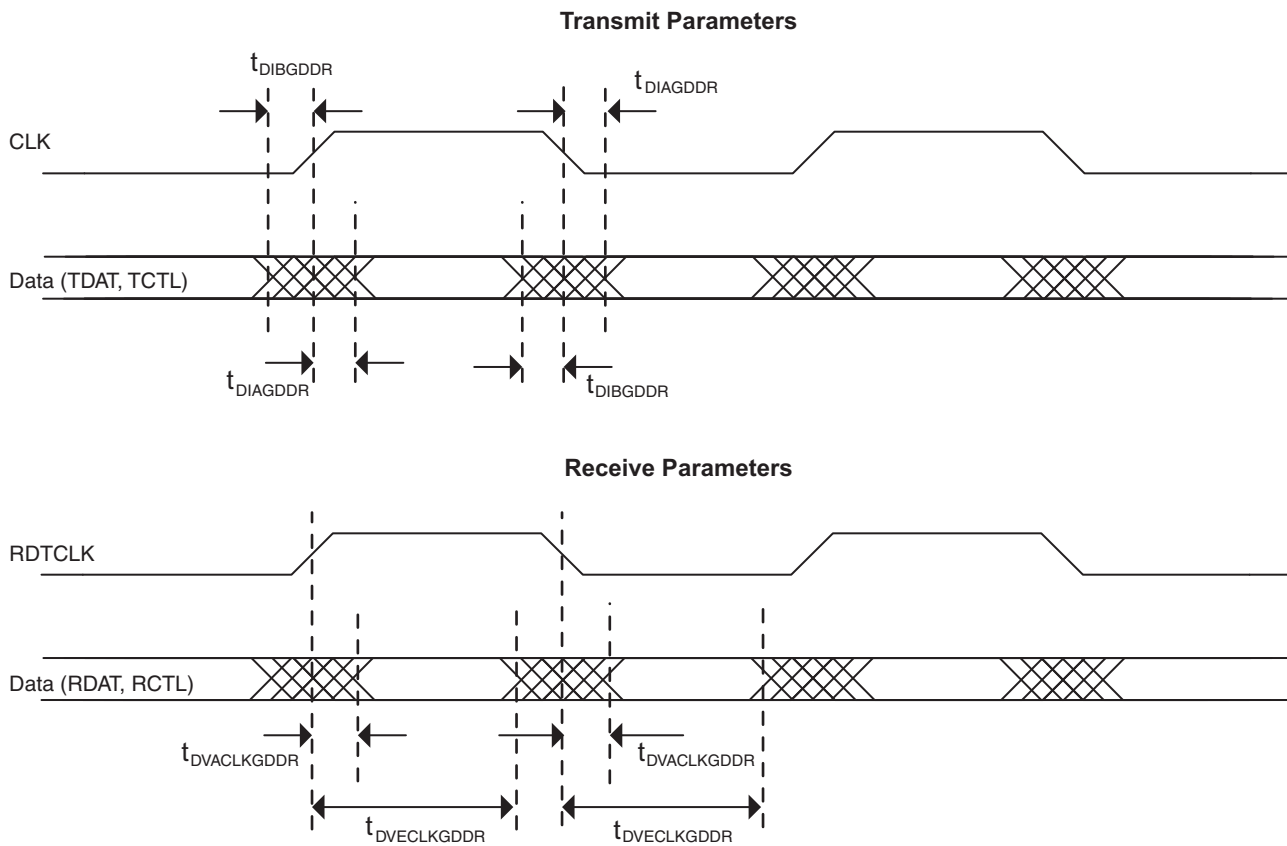 Transmit Parameters
tDIBGDDR
tDIAGDDR
CLK
Data (TDAT, TCTL)
tDIAGDDR
tDIBGDDR
Receive Parameters
RDTCLK
Data (RDAT, RCTL)
tDVACLKGDDR
tDVACLKGDDR
tDVECLKGDDR
tDVECLKGDDR